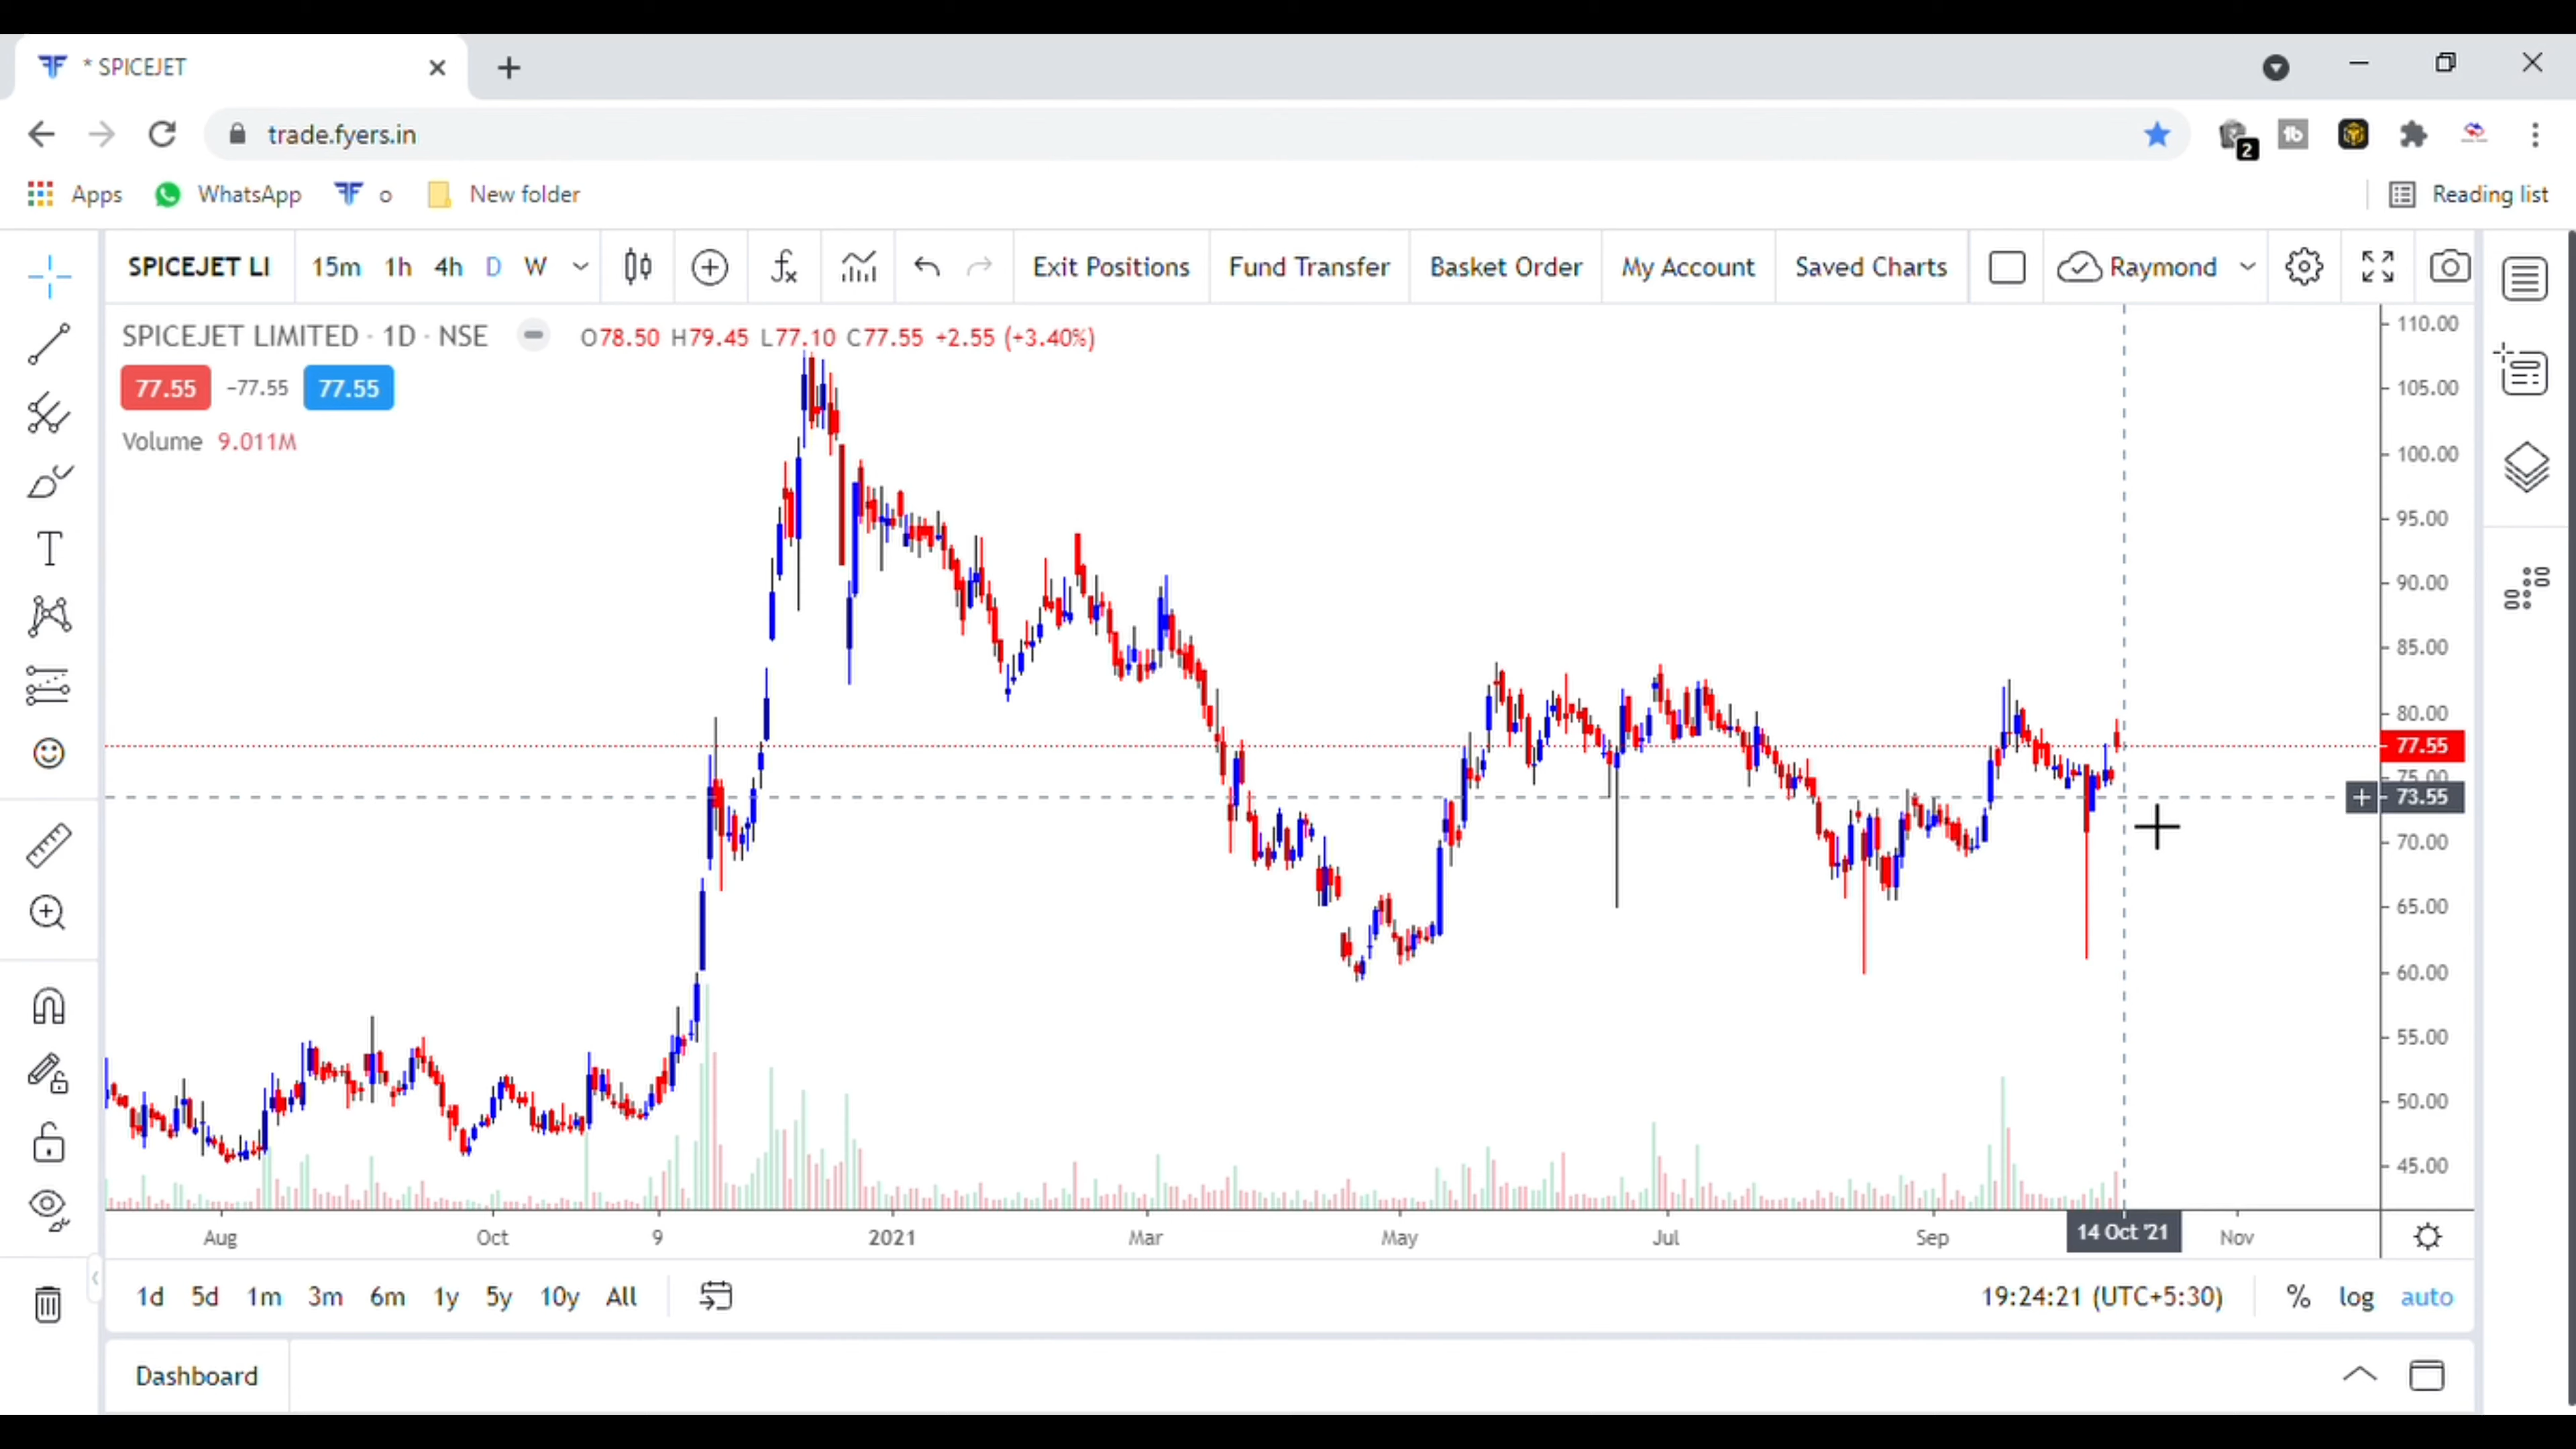 * SPICEJET
trade.fyers.in
2
Apps WhatsApp o New folder Reading list
SPICEJET LI 15m 1h 4h D W Exit Positions Fund Transfer Basket Order My Account Saved Charts Raymond
SPICEJET LIMITED · 1D · NSE O78.50 H79.45 L77.10 C77.55 +2.55 (+3.40%)
77.55 -77.55 77.55
Volume 9.011M
110.00
105.00
100.00
95.00
90.00
85.00
80.00
77.55
75.00
73.55
70.00
65.00
60.00
55.00
50.00
45.00
Aug Oct 9 2021 Mar May Jul Sep 14 Oct '21 Nov
1d 5d 1m 3m 6m 1y 5y 10y All 19:24:21 (UTC+5:30) % log auto
Dashboard